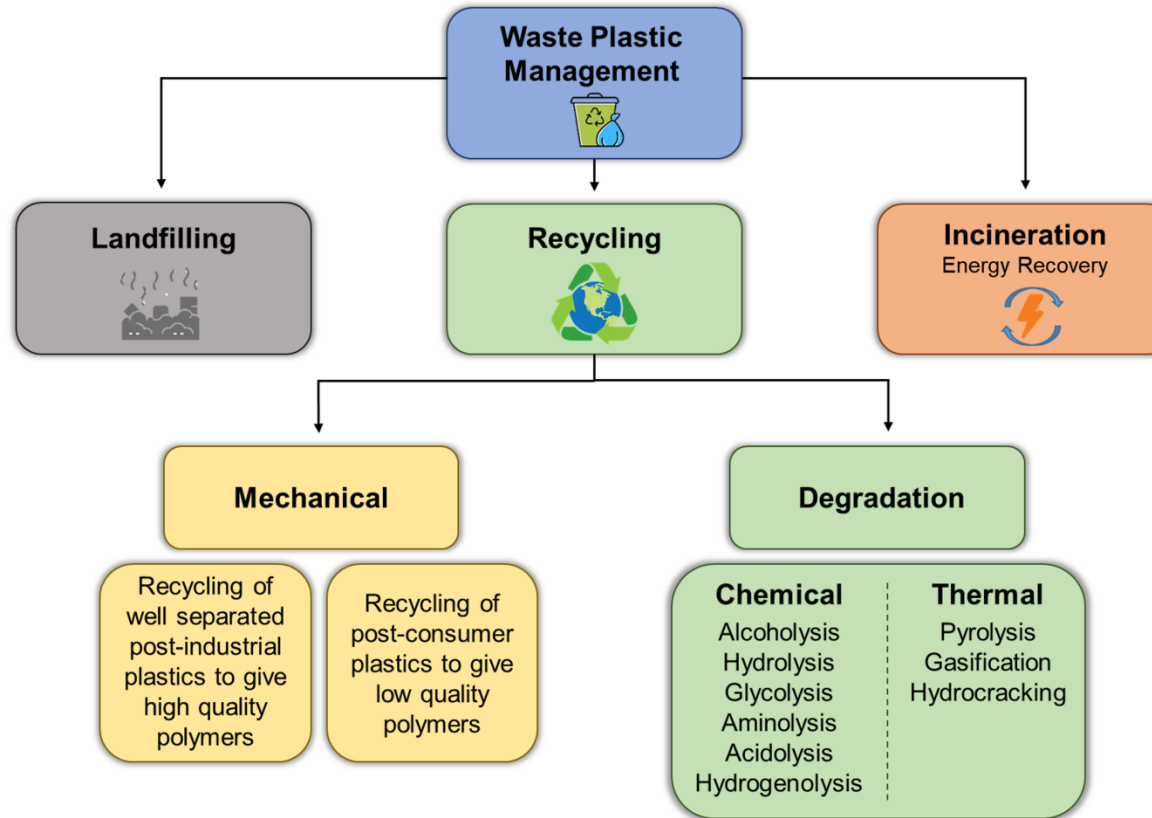 Waste Plastic
Management
Landfilling
Recycling
Incineration
Energy Recovery
Mechanical
Degradation
Recycling of
well separated
post-industrial
plastics to give
high quality
polymers
Recycling of
post-consumer
plastics to give
low quality
polymers
Chemical
Alcoholysis
Hydrolysis
Glycolysis
Aminolysis
Acidolysis
Hydrogenolysis
Thermal
Pyrolysis
Gasification
Hydrocracking